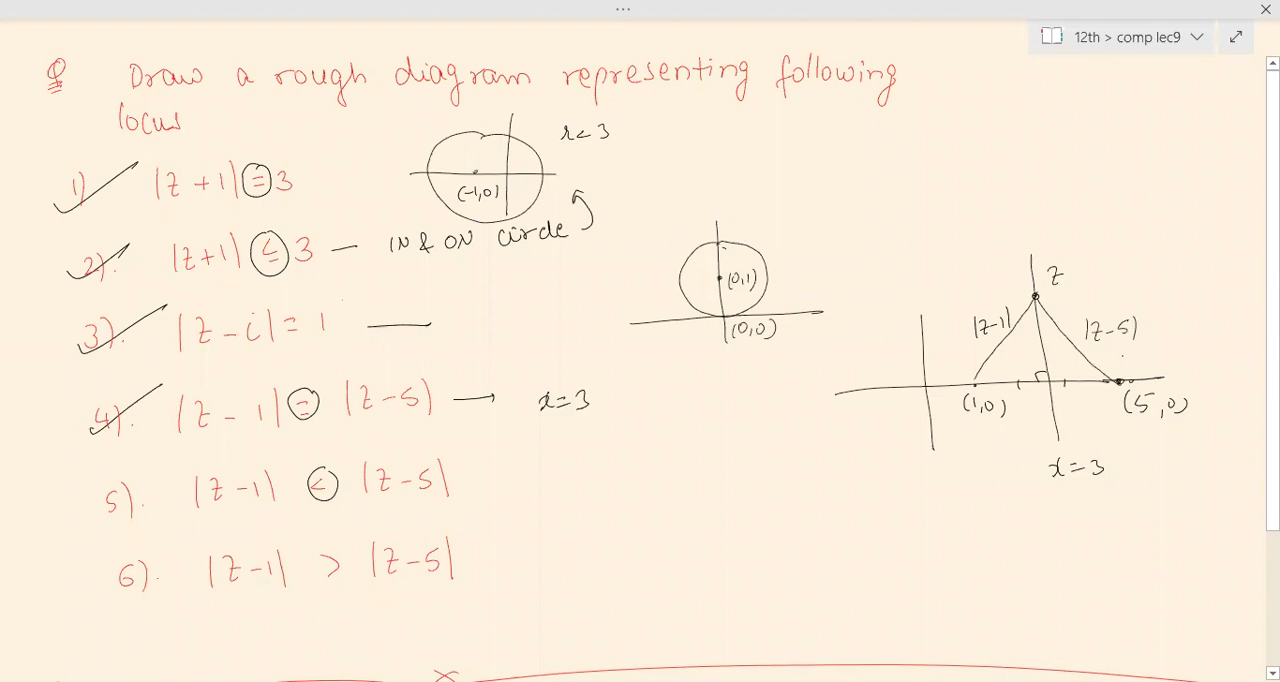 12th > comp lec9
Q Draw a rough diagram representing following
locus
1) |z+1| = 3
(-1,0)
r<3
2). |z+1| ≤ 3 — IN & ON circle
3). |z-i| = 1 —
(0,1)
(0,0)
4). |z-1| = |z-5| → x=3
z
|z-1|
|z-5|
(1,0)
(5,0)
x=3
5). |z-1| < |z-5|
6). |z-1| > |z-5|